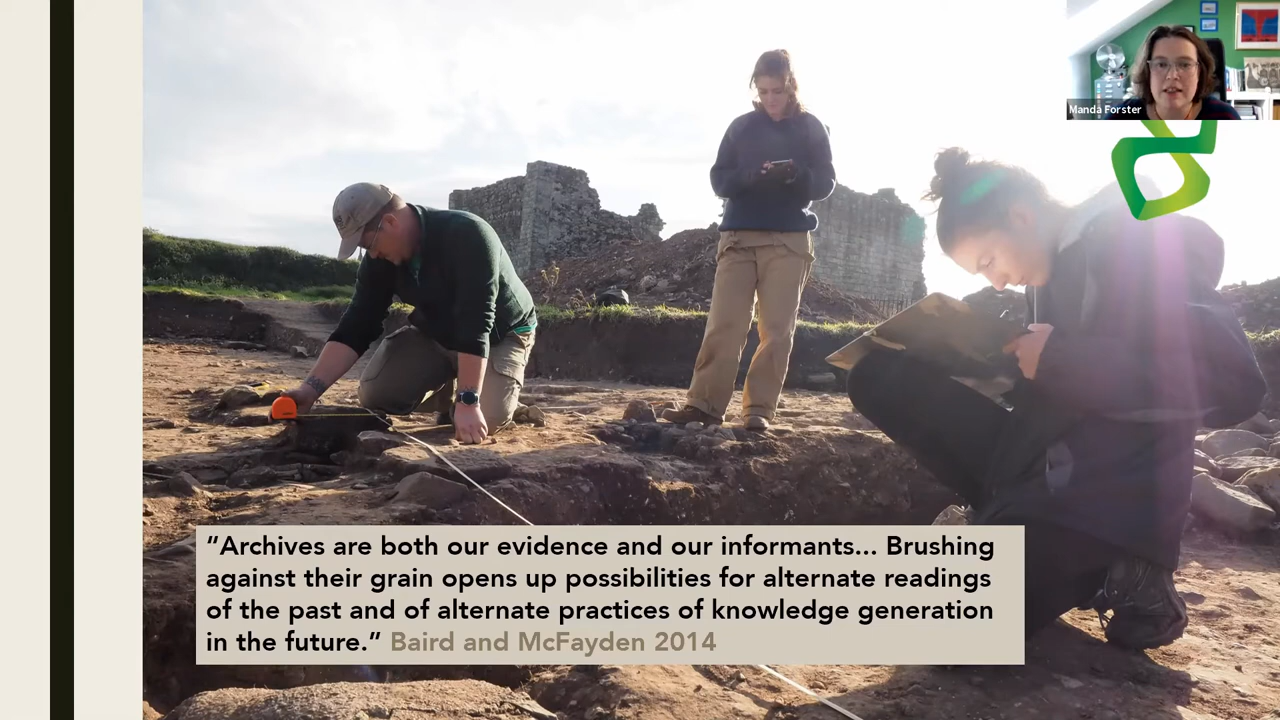 Manda Forster
“Archives are both our evidence and our informants... Brushing
against their grain opens up possibilities for alternate readings
of the past and of alternate practices of knowledge generation
in the future.” Baird and McFayden 2014